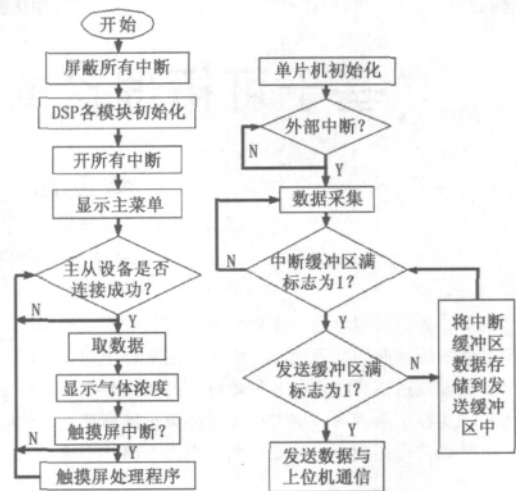 开始
屏蔽所有中断
DSP各模块初始化
开所有中断
显示主菜单
主从设备是否
连接成功?
N
Y
取数据
显示气体浓度
触摸屏中断?
N
Y
触摸屏处理程序
单片机初始化
外部中断?
N
Y
数据采集
中断缓冲区满
标志为1?
N
Y
发送缓冲区满
标志为1?
N
Y
将中断
缓冲区
数据存
储到发
送缓冲
区中
发送数据与
上位机通信